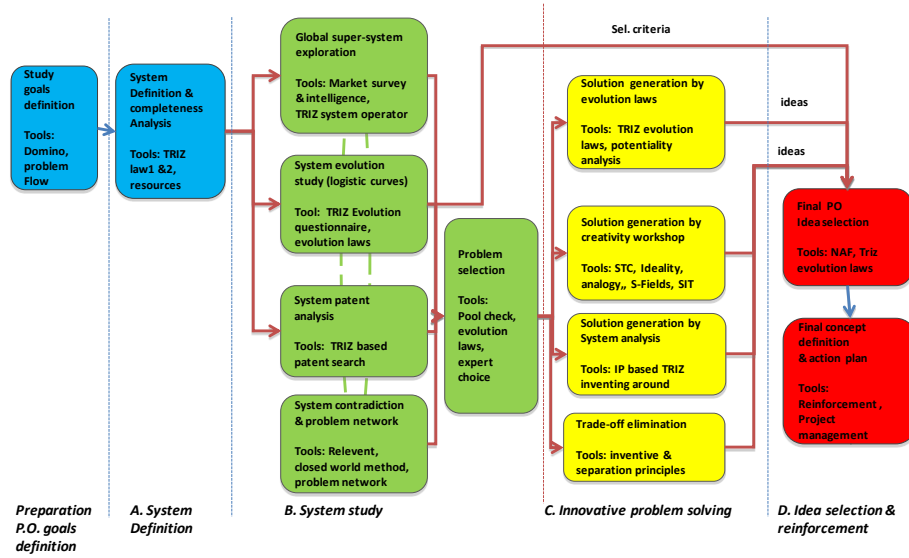 Study
goals
definition
Tools:
Domino,
problem
Flow
System
Definition &
completeness
Analysis
Tools: TRIZ
law1 &2,
resources
Global super-system
exploration
Tools: Market survey
& intelligence,
TRIZ system operator
System evolution
study (logistic curves)
Tool: TRIZ Evolution
questionnaire,
evolution laws
System patent
analysis
Tools: TRIZ based
patent search
System contradiction
& problem network
Tools: Relevent,
closed world method,
problem network
Problem
selection
Tools:
Pool check,
evolution
laws,
expert
choice
Sel. criteria
Solution generation by
evolution laws
Tools: TRIZ evolution
laws, potentiality
analysis
ideas
ideas
Solution generation by
creativity workshop
Tools: STC, Ideality,
analogy,, S-Fields, SIT
Solution generation by
System analysis
Tools: IP based TRIZ
inventing around
Trade-off elimination
Tools: inventive &
separation principles
Final PO
Idea selection
Tools: NAF, Triz
evolution laws
Final concept
definition
& action plan
Tools:
Reinforcement ,
Project
management
Preparation
P.O. goals
definition
A. System
Definition
B. System study
C. Innovative problem solving
D. Idea selection &
reinforcement